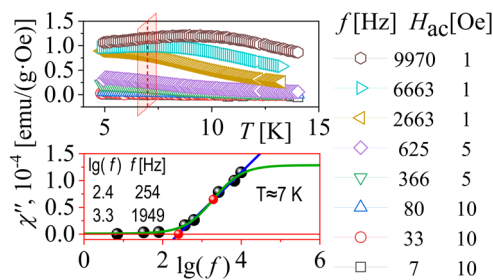 f[Hz] H_ac[Oe]
9970 1
6663 1
2663 1
625 5
366 5
80 10
33 10
7 10
χ″, 10⁻⁴ [emu/(g·Oe)]
1.5
1.0
0.5
0.0
5 10 15
T [K]
1.5
1.0
0.5
0.0
lg(f) f[Hz]
2.4 254
3.3 1949
T≈7 K
0 2 4 6
lg(f)